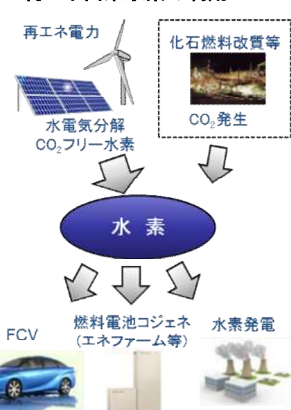 再エネ電力
化石燃料改質等
CO₂発生
水電気分解
CO₂フリー水素
水 素
FCV
燃料電池コジェネ
(エネファーム等)
水素発電